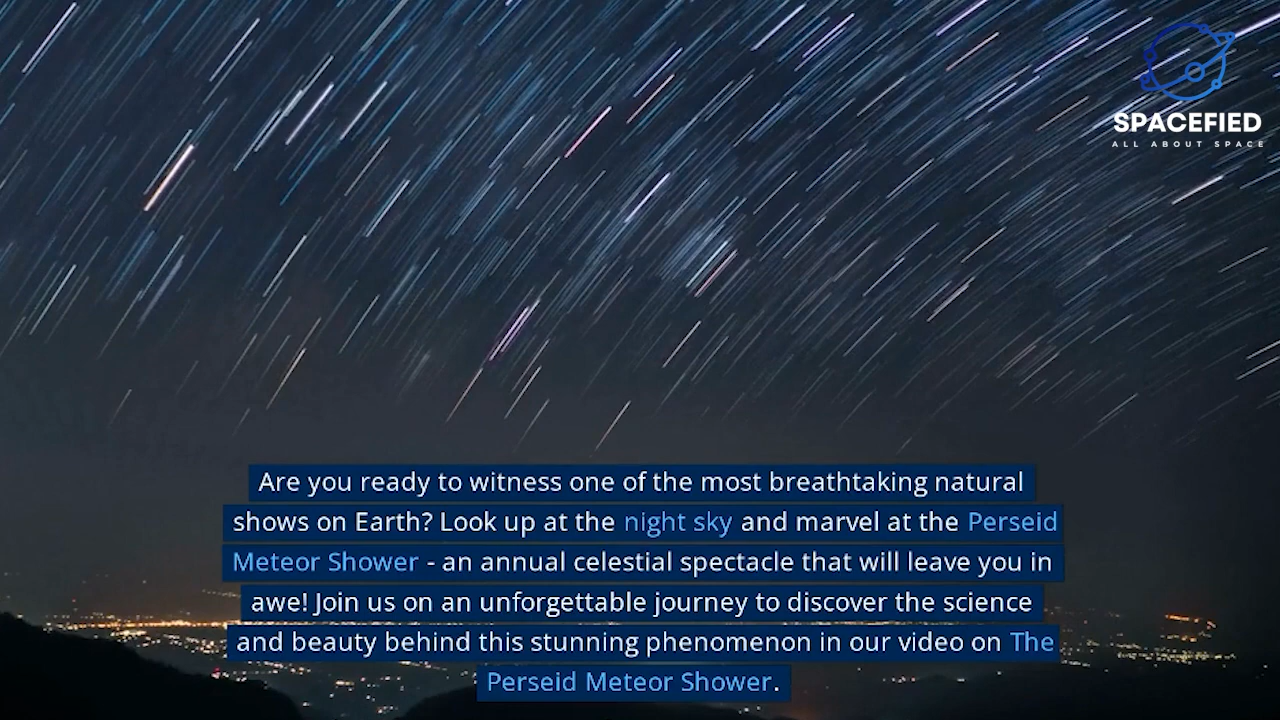 SPACEFIED
ALL ABOUT SPACE
Are you ready to witness one of the most breathtaking natural
shows on Earth? Look up at the night sky and marvel at the Perseid
Meteor Shower - an annual celestial spectacle that will leave you in
awe! Join us on an unforgettable journey to discover the science
and beauty behind this stunning phenomenon in our video on The
Perseid Meteor Shower.